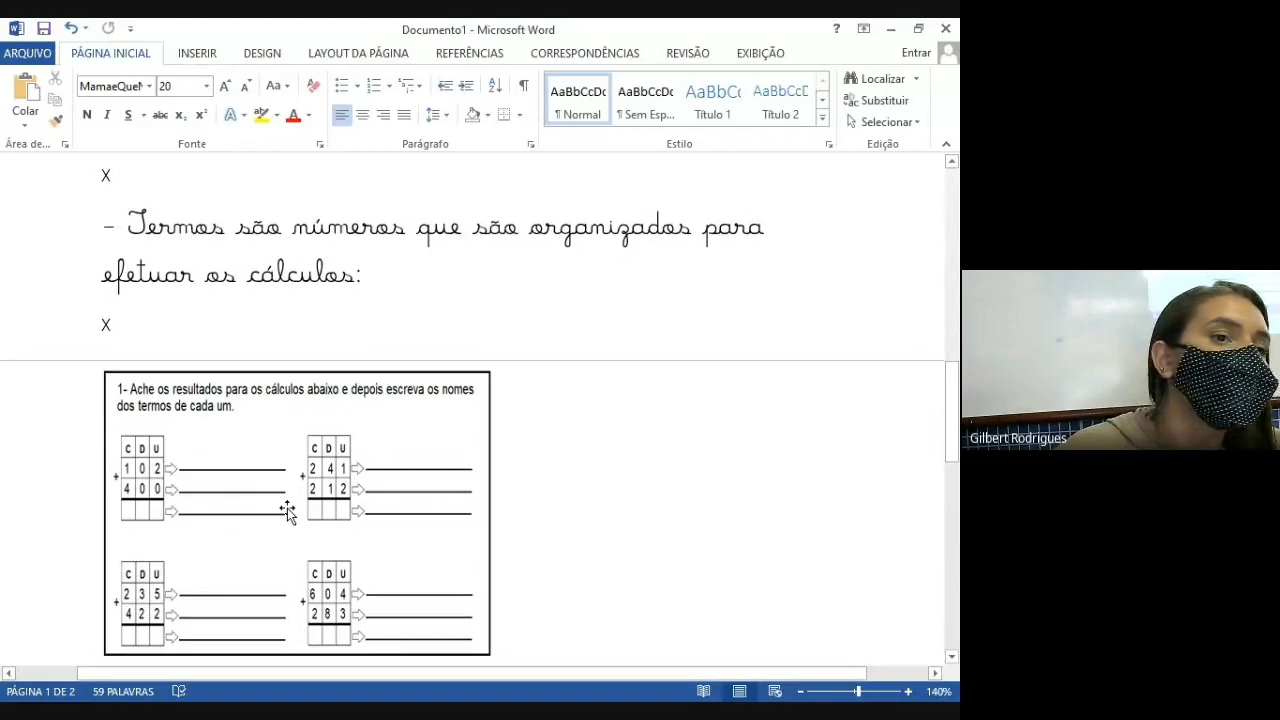 Documento1 - Microsoft Word
?
ARQUIVO PÁGINA INICIAL INSERIR DESIGN LAYOUT DA PÁGINA REFERÊNCIAS CORRESPONDÊNCIAS REVISÃO EXIBIÇÃO Entrar
Colar
MamaeQueN 20
N I S abc X₂ X²
AaBbCcDc AaBbCcDc AaBbC( AaBbCcE
¶ Normal ¶ Sem Esp... Título 1 Título 2
Localizar
Substituir
Selecionar
Área de... Fonte Parágrafo Estilo Edição
X
- Termos são números que são organizados para
efetuar os cálculos:
X
1- Ache os resultados para os cálculos abaixo e depois escreva os nomes
dos termos de cada um.
C D U C D U
1 0 2 2 4 1
+ +
4 0 0 2 1 2
C D U C D U
2 3 5 6 0 4
+ +
4 2 2 2 8 3
PÁGINA 1 DE 2 59 PALAVRAS 140%
Gilbert Rodrigues